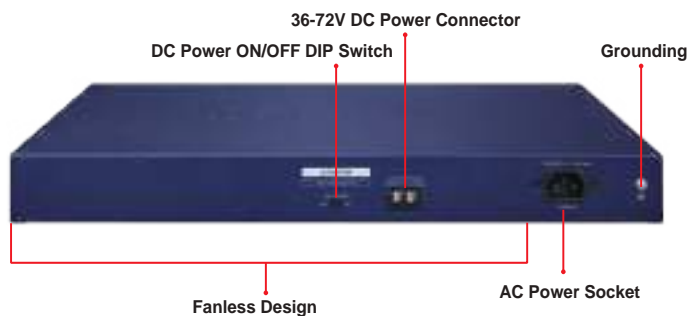 36-72V DC Power Connector
DC Power ON/OFF DIP Switch
Grounding
AC Power Socket
Fanless Design